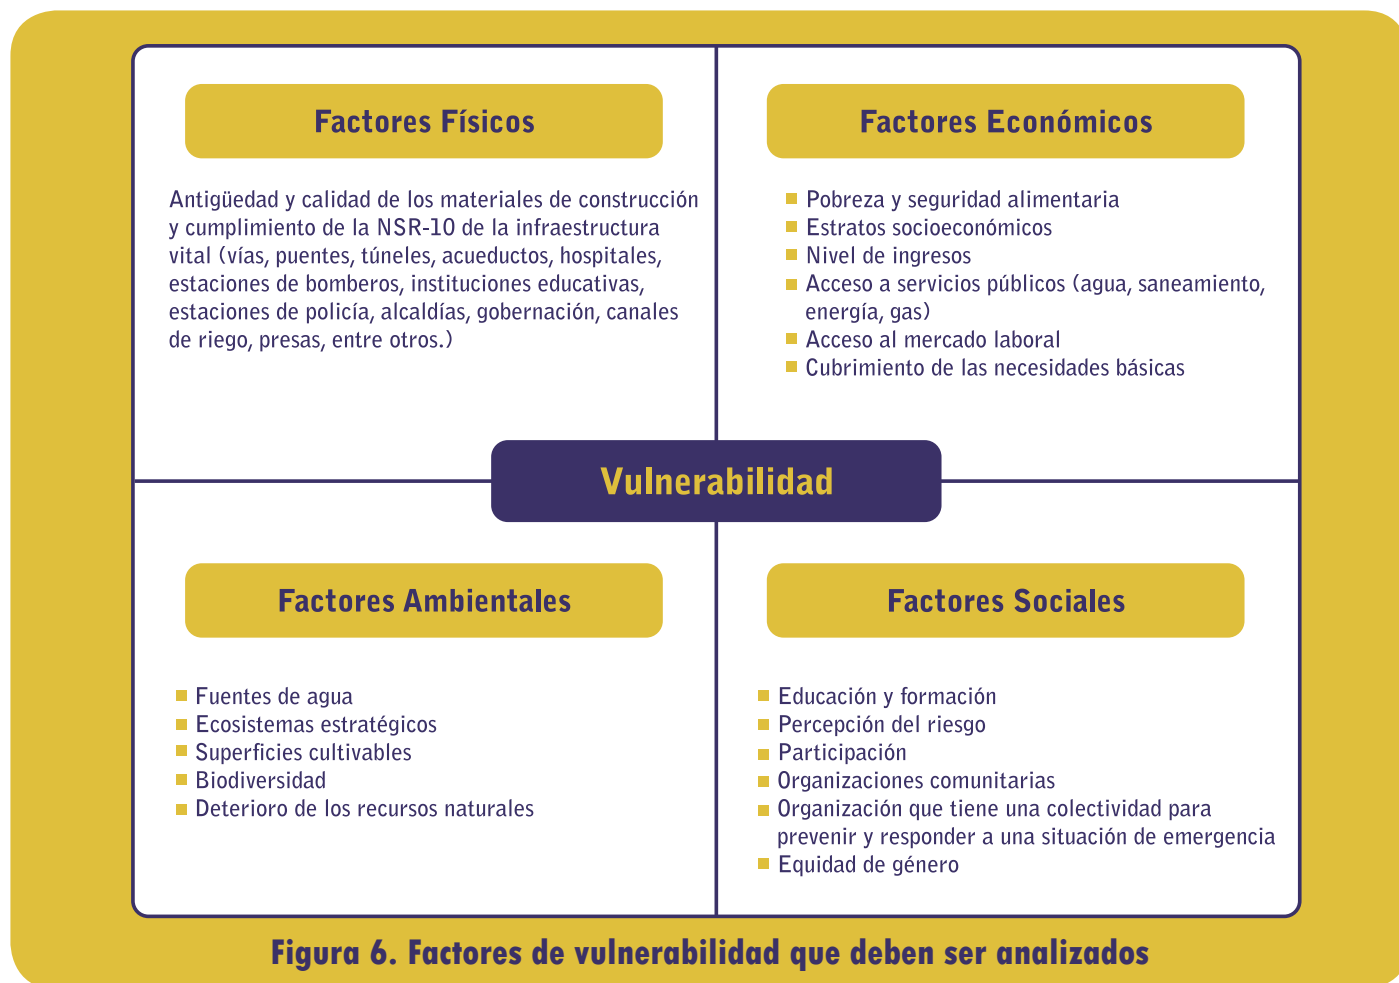 Factores Físicos
Antigüedad y calidad de los materiales de construcción
y cumplimiento de la NSR-10 de la infraestructura
vital (vías, puentes, túneles, acueductos, hospitales,
estaciones de bomberos, instituciones educativas,
estaciones de policía, alcaldías, gobernación, canales
de riego, presas, entre otros.)
Factores Económicos
Pobreza y seguridad alimentaria
Estratos socioeconómicos
Nivel de ingresos
Acceso a servicios públicos (agua, saneamiento,
energía, gas)
Acceso al mercado laboral
Cubrimiento de las necesidades básicas
Vulnerabilidad
Factores Ambientales
Fuentes de agua
Ecosistemas estratégicos
Superficies cultivables
Biodiversidad
Deterioro de los recursos naturales
Factores Sociales
Educación y formación
Percepción del riesgo
Participación
Organizaciones comunitarias
Organización que tiene una colectividad para
prevenir y responder a una situación de emergencia
Equidad de género
Figura 6. Factores de vulnerabilidad que deben ser analizados